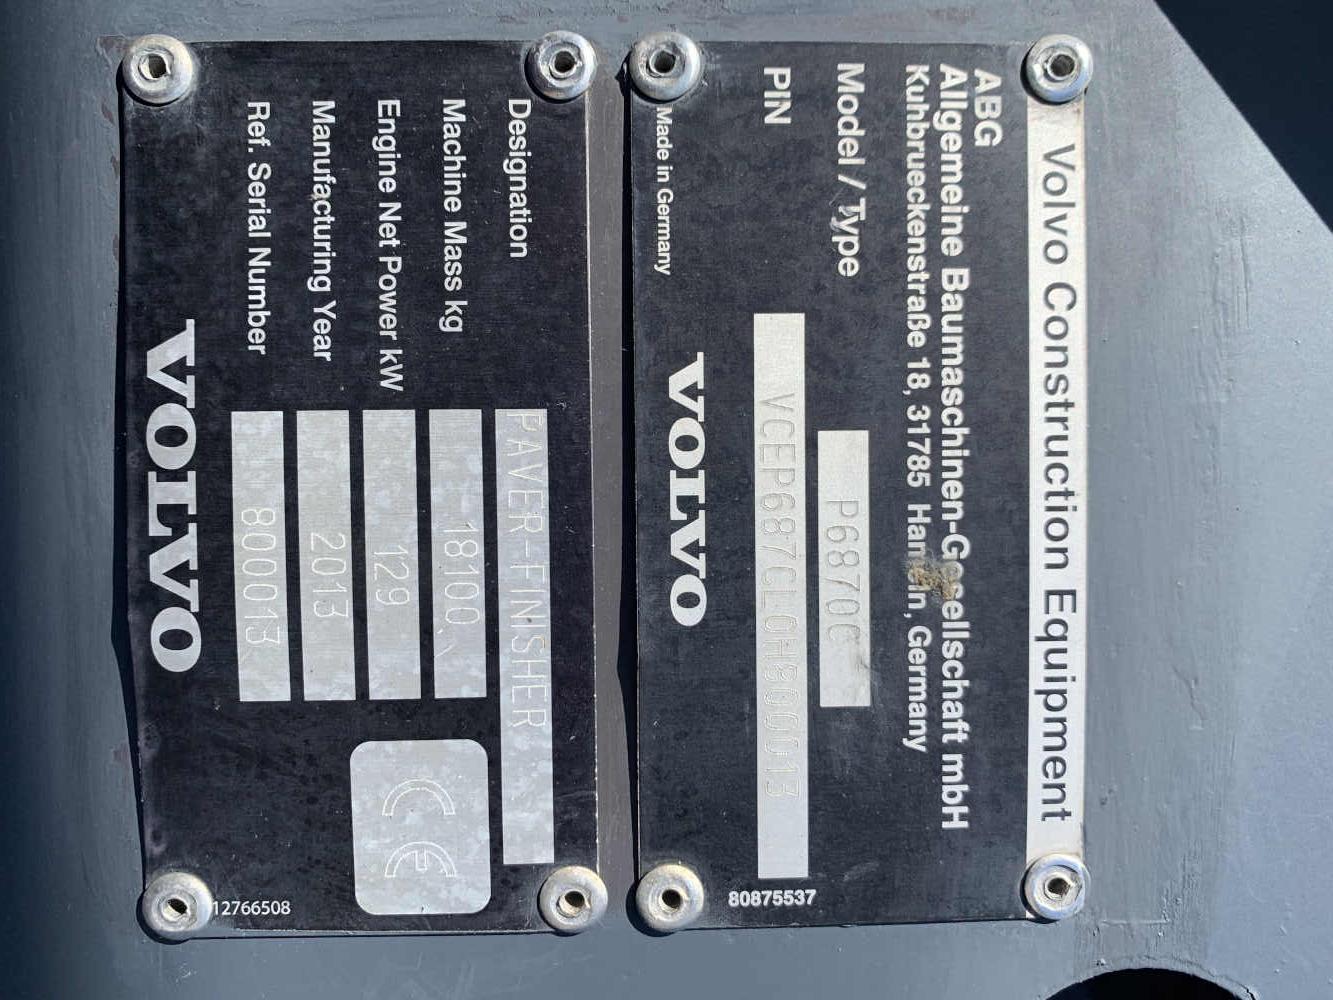 Volvo Construction Equipment
ABG
Allgemeine Baumaschinen-Gesellschaft mbH
Kuhbrueckenstraße 18, 31785 Hameln, Germany
Model / Type P6870C
PIN VCEP687CL0H800013
Made in Germany
VOLVO
80875537
Designation PAVER-FINISHER
Machine Mass kg 18100
Engine Net Power kW 129
Manufacturing Year 2013
Ref. Serial Number 800013
CE
VOLVO
12766508